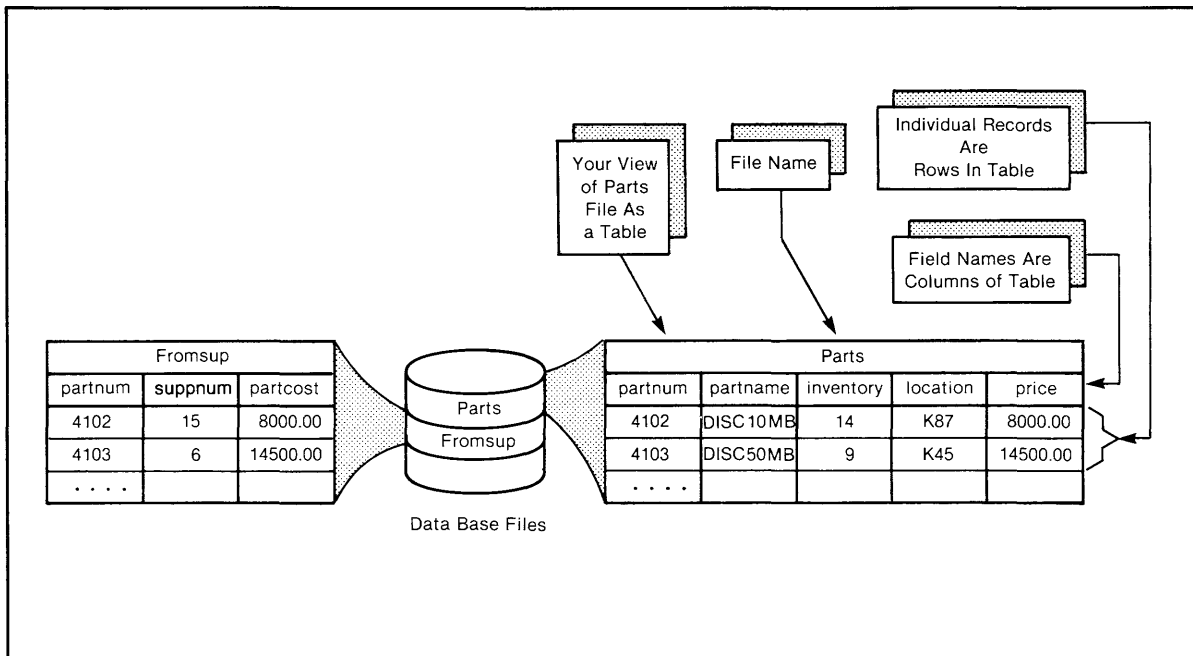 Individual Records
Are
Rows In Table
Your View
of Parts
File As
a Table
File Name
Field Names Are
Columns of Table
Fromsup
partnum suppnum partcost
4102 15 8000.00
4103 6 14500.00
. . . .
Parts
Fromsup
Data Base Files
Parts
partnum partname inventory location price
4102 DISC10MB 14 K87 8000.00
4103 DISC50MB 9 K45 14500.00
. . . .